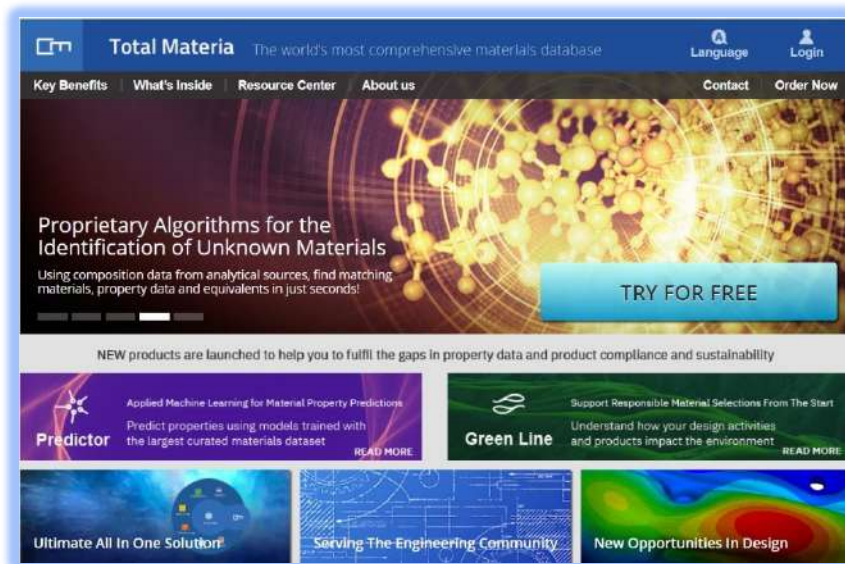 Total Materia The world's most comprehensive materials database
Language Login
Key Benefits What's Inside Resource Center About us Contact Order Now
Proprietary Algorithms for the
Identification of Unknown Materials
Using composition data from analytical sources, find matching
materials, property data and equivalents in just seconds!
TRY FOR FREE
NEW products are launched to help you to fulfil the gaps in property data and product compliance and sustainability
Predictor
Applied Machine Learning for Material Property Predictions
Predict properties using models trained with
the largest curated materials dataset
READ MORE
Green Line
Support Responsible Material Selections From The Start
Understand how your design activities
and products impact the environment
READ MORE
Ultimate All In One Solution
Serving The Engineering Community
New Opportunities In Design